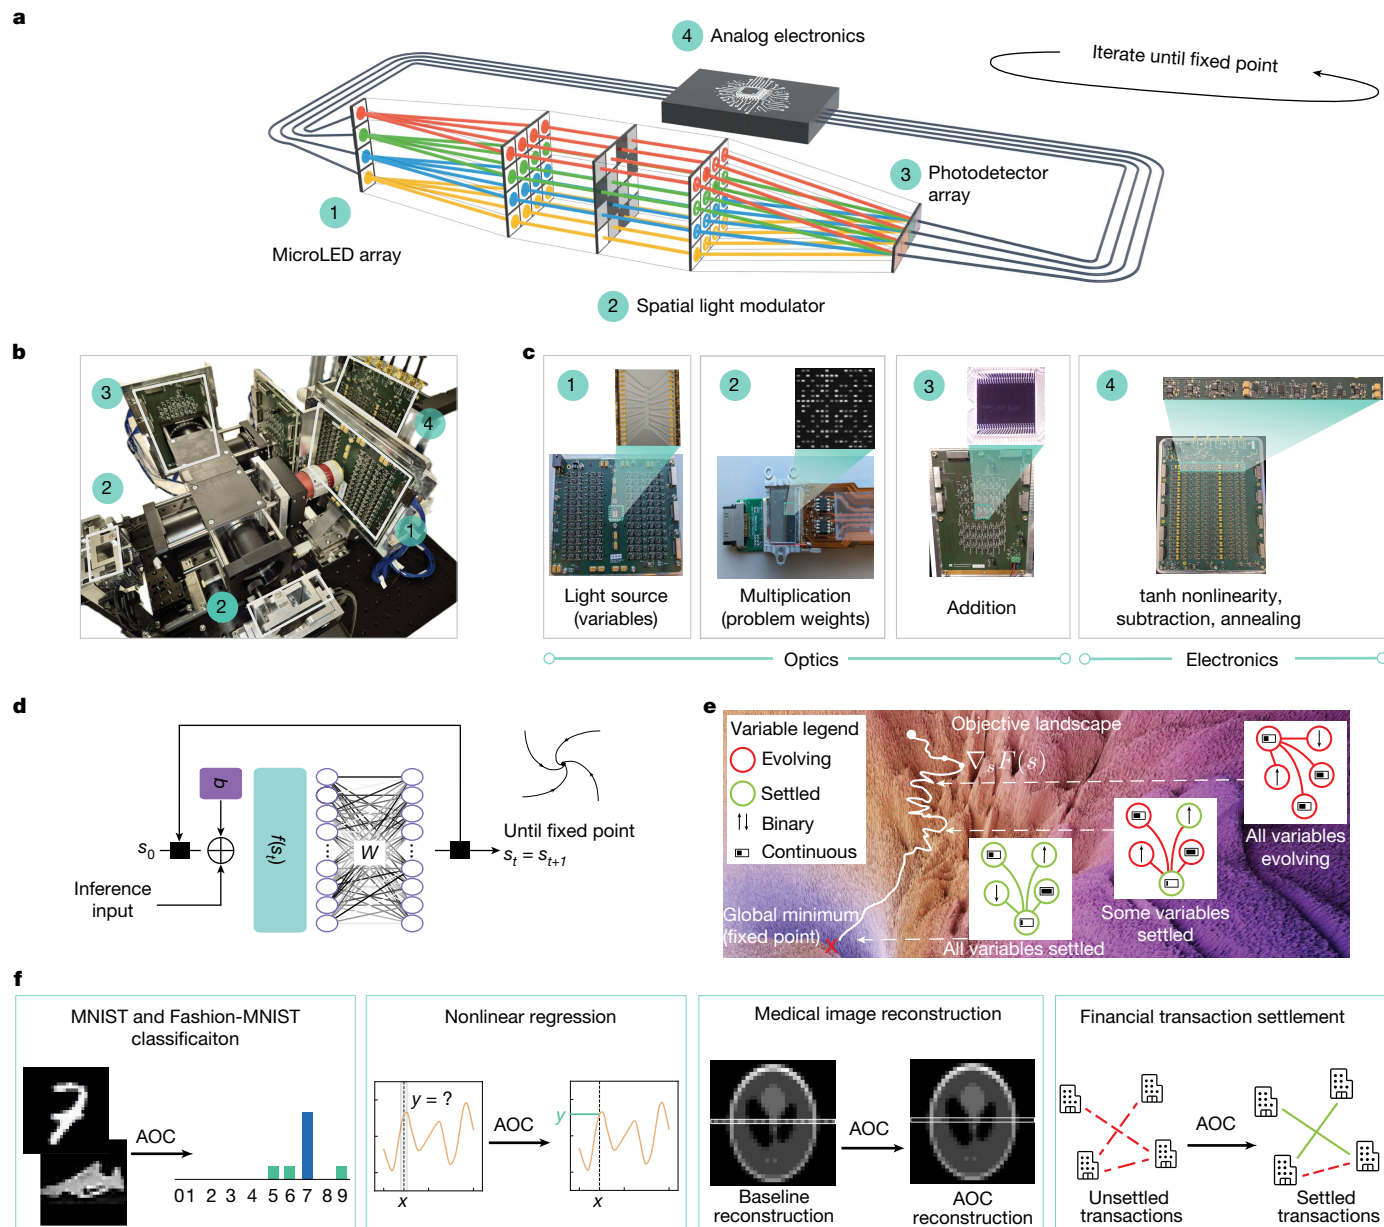 a
4 Analog electronics
Iterate until fixed point
3 Photodetector
array
1
MicroLED array
2 Spatial light modulator
b
3
4
2
1
2
c
1
2
3
4
Light source
(variables)
Multiplication
(problem weights)
Addition
tanh nonlinearity,
subtraction, annealing
Optics
Electronics
d
b
f(st)
W
s0
Inference
input
Until fixed point
st = st+1
e
Variable legend
Evolving
Settled
Binary
Continuous
Objective landscape
∇sF(s)
All variables
evolving
Some variables
settled
All variables settled
Global minimum
(fixed point)
X
f
MNIST and Fashion-MNIST
classificaiton
AOC
0 1 2 3 4 5 6 7 8 9
Nonlinear regression
y = ?
x
AOC
y
x
Medical image reconstruction
AOC
Baseline
reconstruction
AOC
reconstruction
Financial transaction settlement
AOC
Unsettled
transactions
Settled
transactions